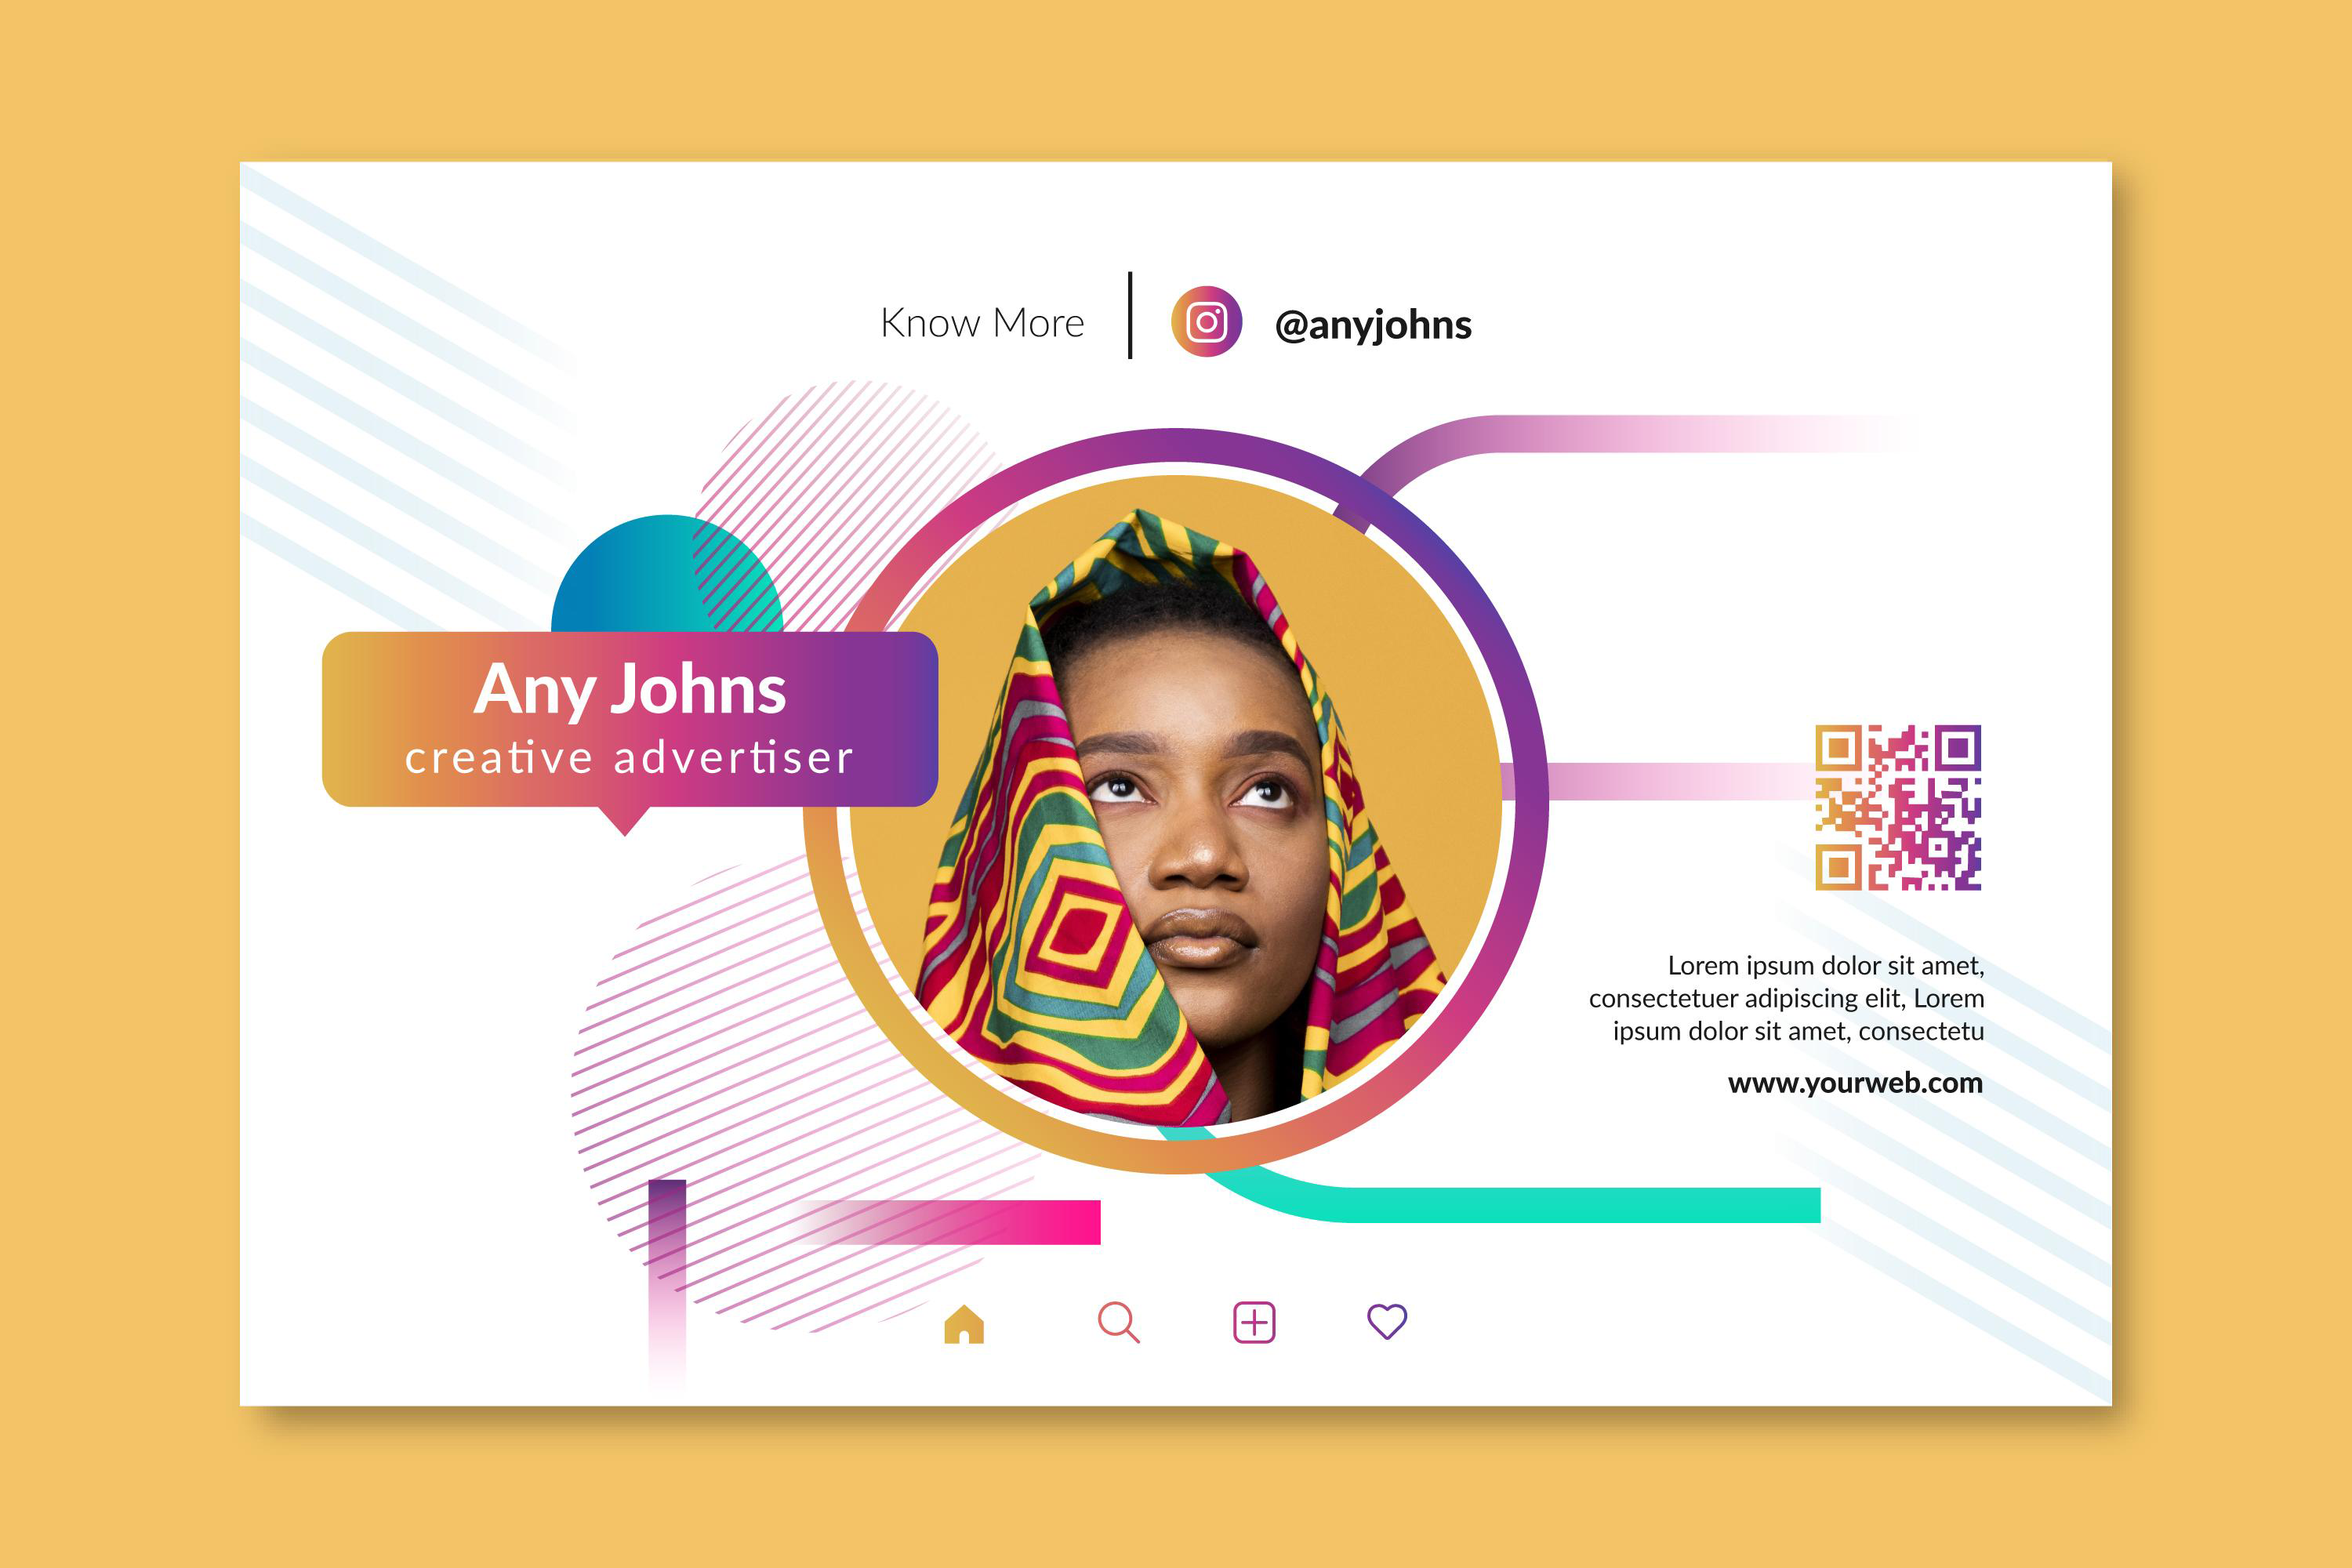 Know More
@anyjohns
Any Johns
creative advertiser
Lorem ipsum dolor sit amet,
consectetuer adipiscing elit, Lorem
ipsum dolor sit amet, consectetu
www.yourweb.com